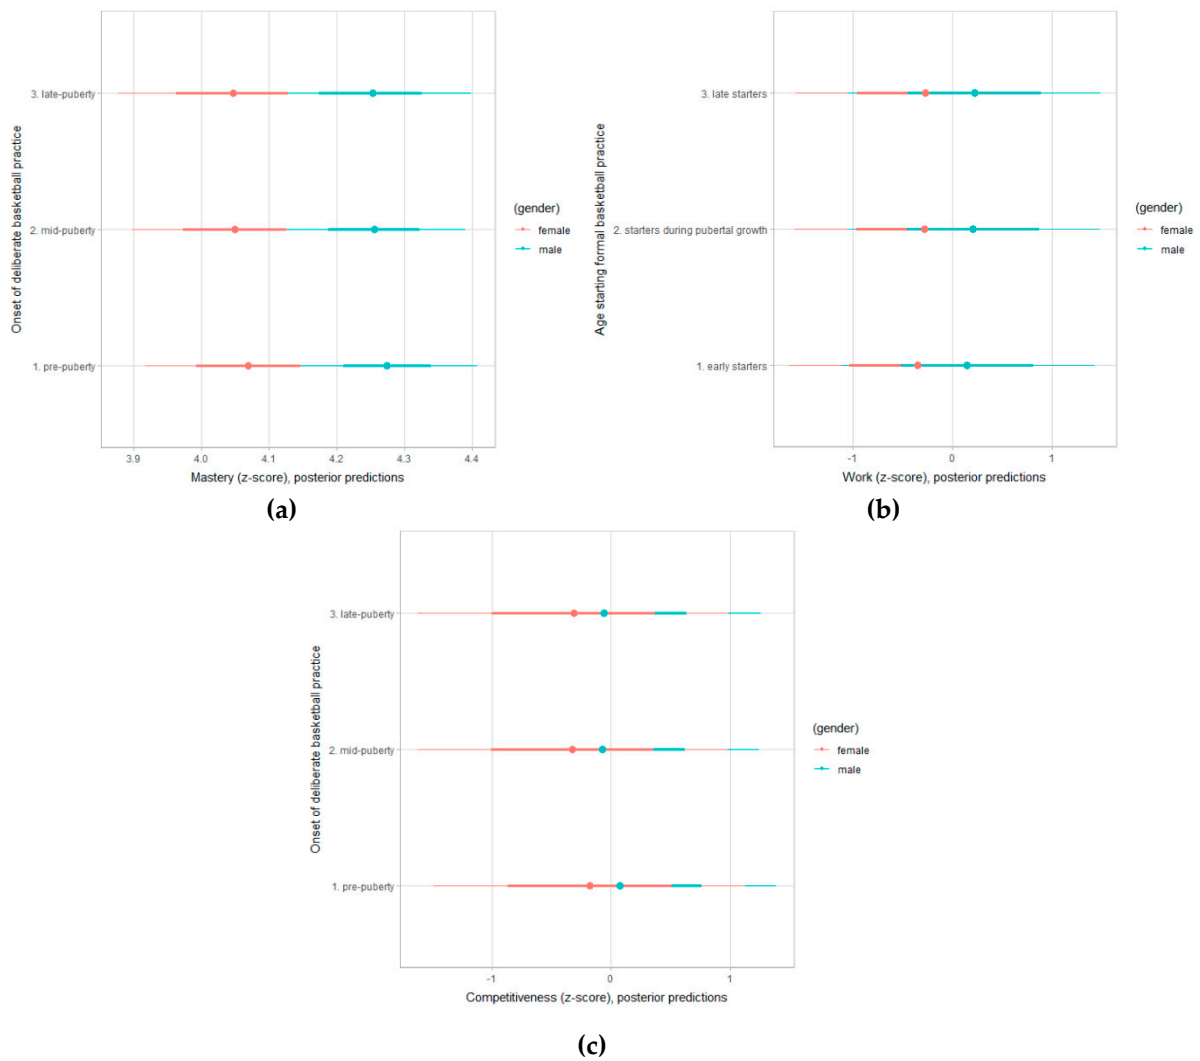 3. late-puberty
2. mid-puberty
1. pre-puberty
Onset of deliberate basketball practice
3.9 4.0 4.1 4.2 4.3 4.4
Mastery (z-score), posterior predictions
(gender)
female
male
(a)
3. late starters
2. starters during pubertal growth
1. early starters
Age starting formal basketball practice
-1 0 1
Work (z-score), posterior predictions
(gender)
female
male
(b)
3. late-puberty
2. mid-puberty
1. pre-puberty
Onset of deliberate basketball practice
-1 0 1
Competitiveness (z-score), posterior predictions
(gender)
female
male
(c)